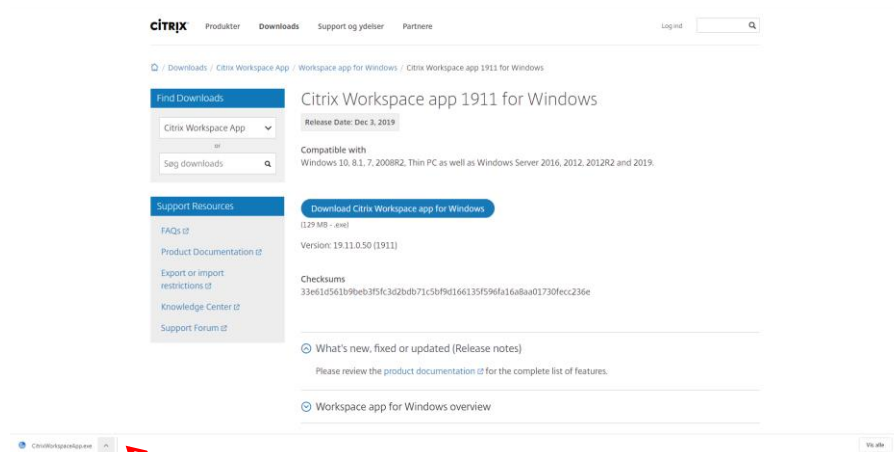 CİTRIX Produkter Downloads Support og ydelser Partnere Log ind
/ Downloads / Citrix Workspace App / Workspace app for Windows / Citrix Workspace app 1911 for Windows
Find Downloads
Citrix Workspace App
or
Søg downloads
Support Resources
FAQs
Product Documentation
Export or import
restrictions
Knowledge Center
Support Forum
Citrix Workspace app 1911 for Windows
Release Date: Dec 3, 2019
Compatible with
Windows 10, 8.1, 7, 2008R2, Thin PC as well as Windows Server 2016, 2012, 2012R2 and 2019.
Download Citrix Workspace app for Windows
(129 MB - .exe)
Version: 19.11.0.50 (1911)
Checksums
33e61d561b9beb3f5fc3d2bdb71c5bf9d166135f596fa16a8aa01730fecc236e
What's new, fixed or updated (Release notes)
Please review the product documentation for the complete list of features.
Workspace app for Windows overview
CitrixWorkspaceApp.exe Vis alle